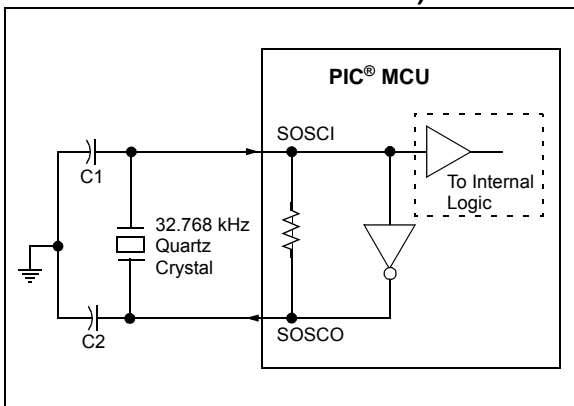 PIC® MCU
SOSCI
C1
To Internal
Logic
32.768 kHz
Quartz
Crystal
SOSCO
C2